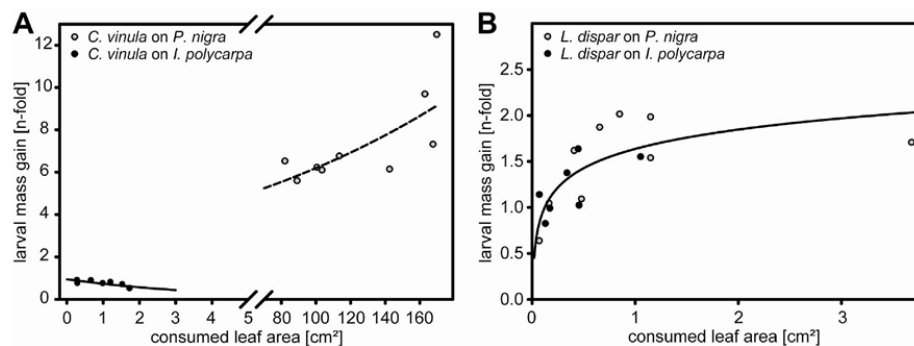 A
C. vinula on P. nigra
C. vinula on I. polycarpa
larval mass gain [n-fold]
12
10
8
6
4
2
0
0 1 2 3 5 80 100 120 140 160
consumed leaf area [cm²]
B
L. dispar on P. nigra
L. dispar on I. polycarpa
larval mass gain [n-fold]
2.5
2.0
1.5
1.0
0.5
0.0
0 1 2 3
consumed leaf area [cm²]